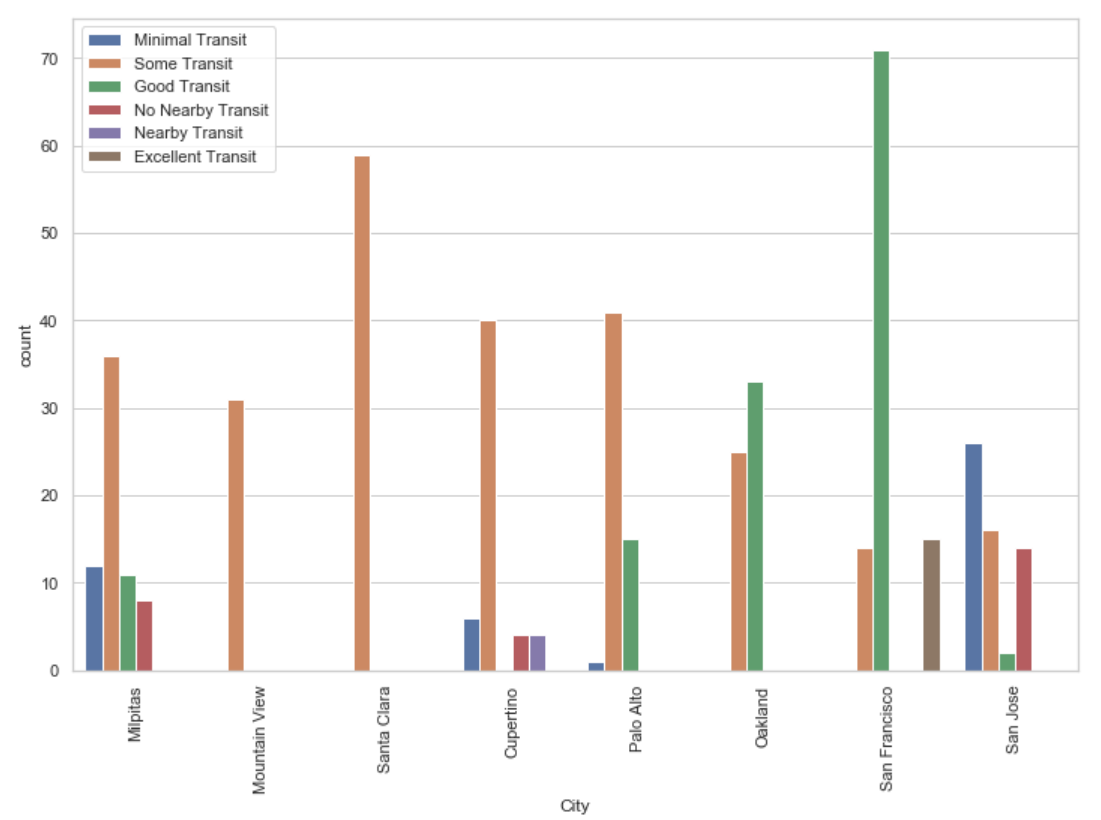 Minimal Transit
Some Transit
Good Transit
No Nearby Transit
Nearby Transit
Excellent Transit
70
60
50
40
30
20
10
0
count
Milpitas
Mountain View
Santa Clara
Cupertino
Palo Alto
Oakland
San Francisco
San Jose
City